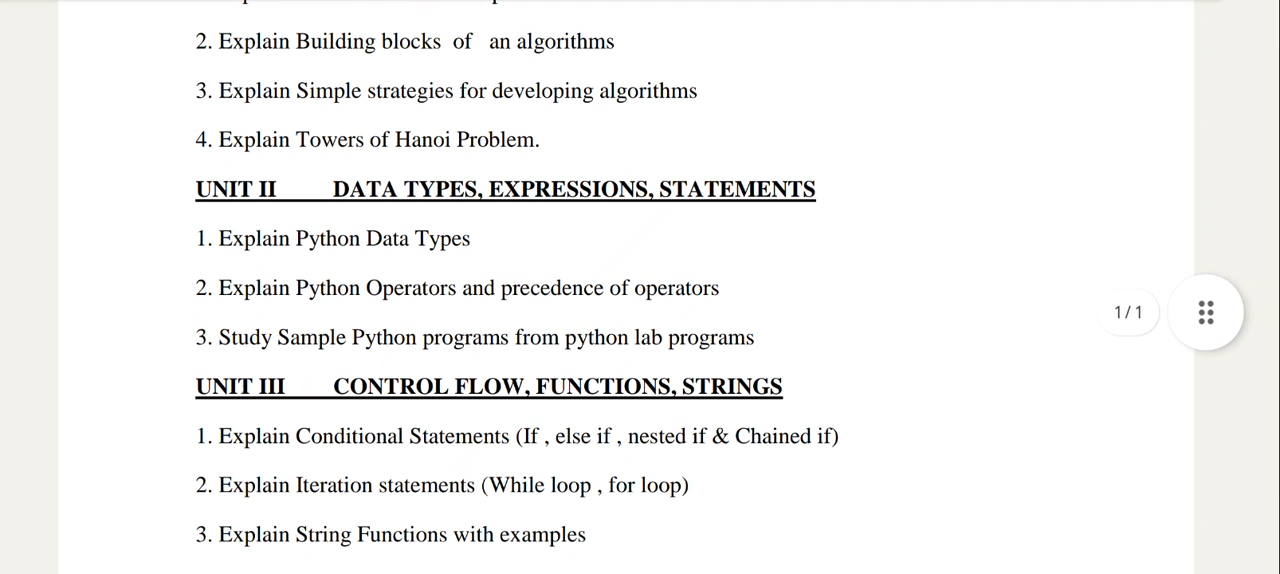 2. Explain Building blocks of an algorithms
3. Explain Simple strategies for developing algorithms
4. Explain Towers of Hanoi Problem.
UNIT II DATA TYPES, EXPRESSIONS, STATEMENTS
1. Explain Python Data Types
2. Explain Python Operators and precedence of operators
1/1
3. Study Sample Python programs from python lab programs
UNIT III CONTROL FLOW, FUNCTIONS, STRINGS
1. Explain Conditional Statements (If , else if , nested if & Chained if)
2. Explain Iteration statements (While loop , for loop)
3. Explain String Functions with examples